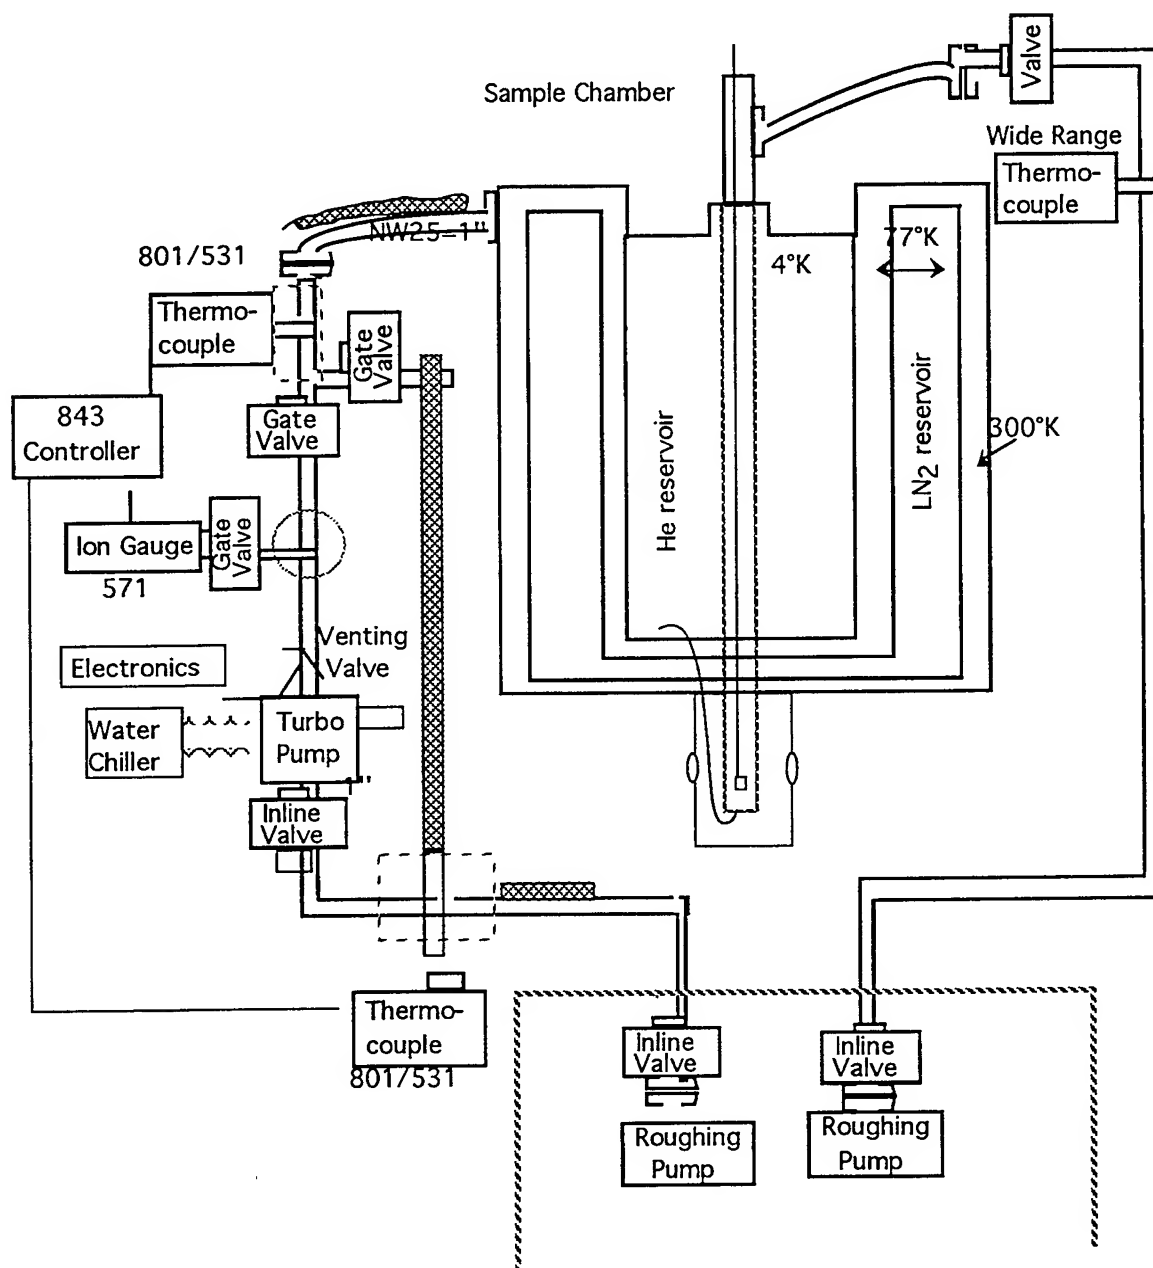 Valve
Sample Chamber
Wide Range
Thermo-
couple
NW25=1"
801/531
77°K
4°K
Thermo-
couple
Gate
Valve
843
Controller
Gate
Valve
He reservoir
LN2 reservoir
300°K
Ion Gauge
571
Gate
Valve
Venting
Valve
Electronics
Water
Chiller
Turbo
Pump
1"
Inline
Valve
Thermo-
couple
801/531
Inline
Valve
Inline
Valve
Roughing
Pump
Roughing
Pump